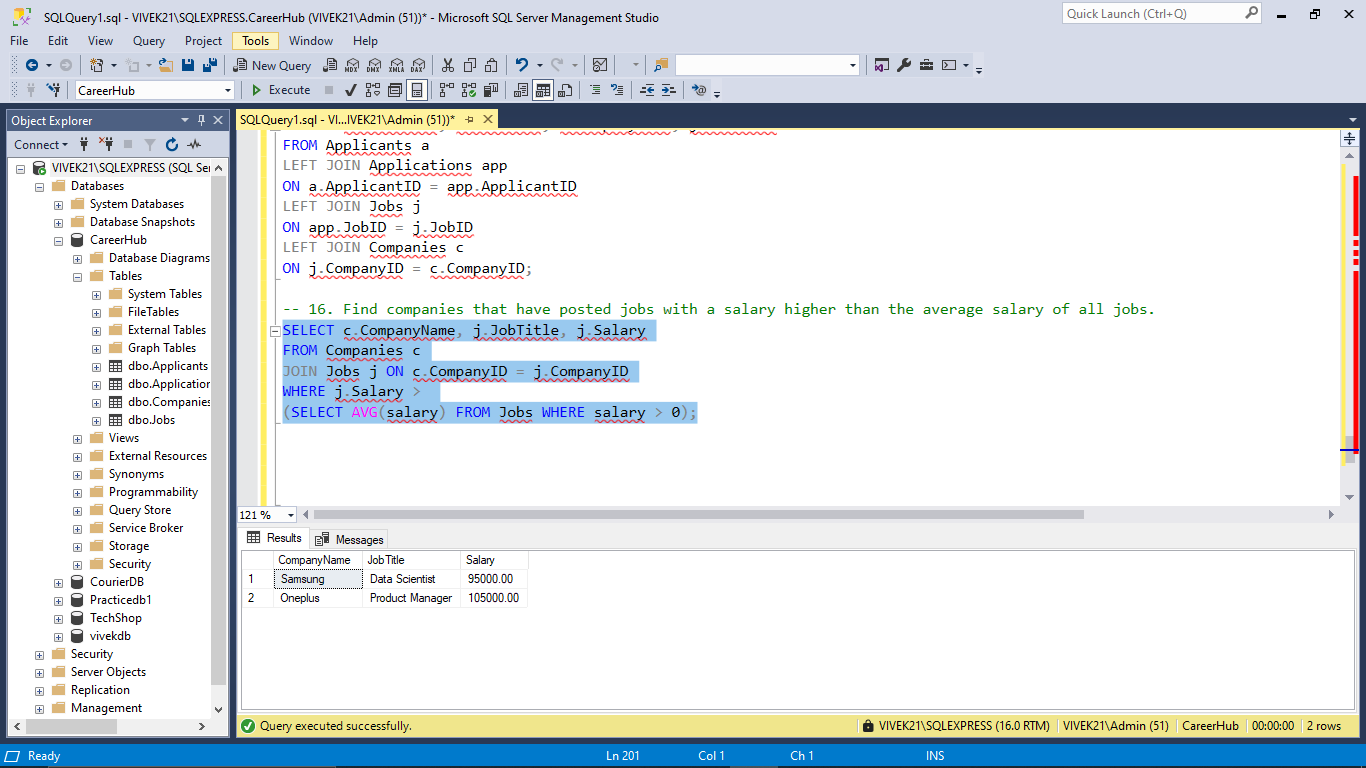 SQLQuery1.sql - VIVEK21\SQLEXPRESS.CareerHub (VIVEK21\Admin (51))* - Microsoft SQL Server Management Studio
Quick Launch (Ctrl+Q)
File Edit View Query Project Tools Window Help
New Query
MDX DMX XMLA DAX
CareerHub
Execute
Object Explorer
SQLQuery1.sql - VI...IVEK21\Admin (51))*
Connect
VIVEK21\SQLEXPRESS (SQL Ser
Databases
System Databases
Database Snapshots
CareerHub
Database Diagrams
Tables
System Tables
FileTables
External Tables
Graph Tables
dbo.Applicants
dbo.Application
dbo.Companies
dbo.Jobs
Views
External Resources
Synonyms
Programmability
Query Store
Service Broker
Storage
Security
CourierDB
Practicedb1
TechShop
vivekdb
Security
Server Objects
Replication
Management
FROM Applicants a
LEFT JOIN Applications app
ON a.ApplicantID = app.ApplicantID
LEFT JOIN Jobs j
ON app.JobID = j.JobID
LEFT JOIN Companies c
ON j.CompanyID = c.CompanyID;
-- 16. Find companies that have posted jobs with a salary higher than the average salary of all jobs.
SELECT c.CompanyName, j.JobTitle, j.Salary
FROM Companies c
JOIN Jobs j ON c.CompanyID = j.CompanyID
WHERE j.Salary >
(SELECT AVG(salary) FROM Jobs WHERE salary > 0);
121 %
Results Messages
CompanyName JobTitle Salary
1 Samsung Data Scientist 95000.00
2 Oneplus Product Manager 105000.00
Query executed successfully.
VIVEK21\SQLEXPRESS (16.0 RTM) VIVEK21\Admin (51) CareerHub 00:00:00 2 rows
Ready Ln 201 Col 1 Ch 1 INS